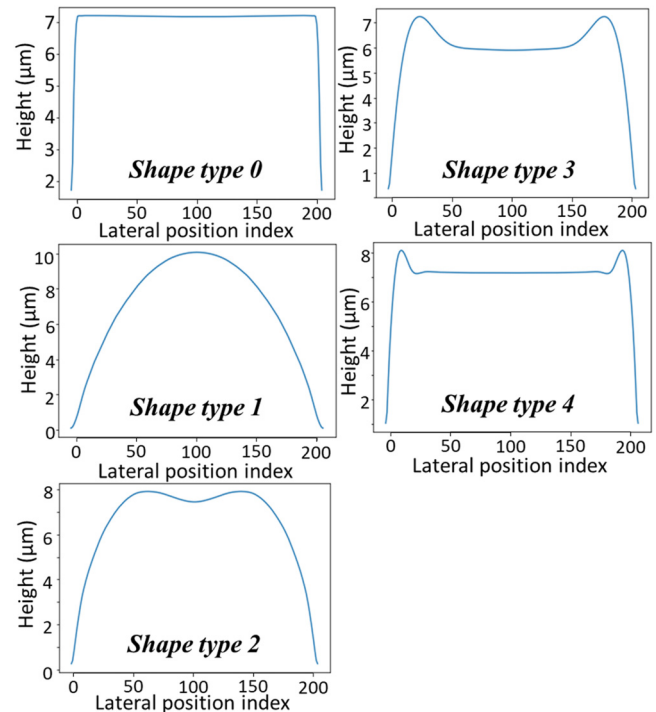 7
6
5
4
3
2
Height (µm)
Shape type 0
0 50 100 150 200
Lateral position index
7
6
5
4
3
2
1
Height (µm)
Shape type 3
0 50 100 150 200
Lateral position index
10
8
6
4
2
0
Height (µm)
Shape type 1
0 50 100 150 200
Lateral position index
8
6
4
2
Height (µm)
Shape type 4
0 50 100 150 200
Lateral position index
8
6
4
2
0
Height (µm)
Shape type 2
0 50 100 150 200
Lateral position index